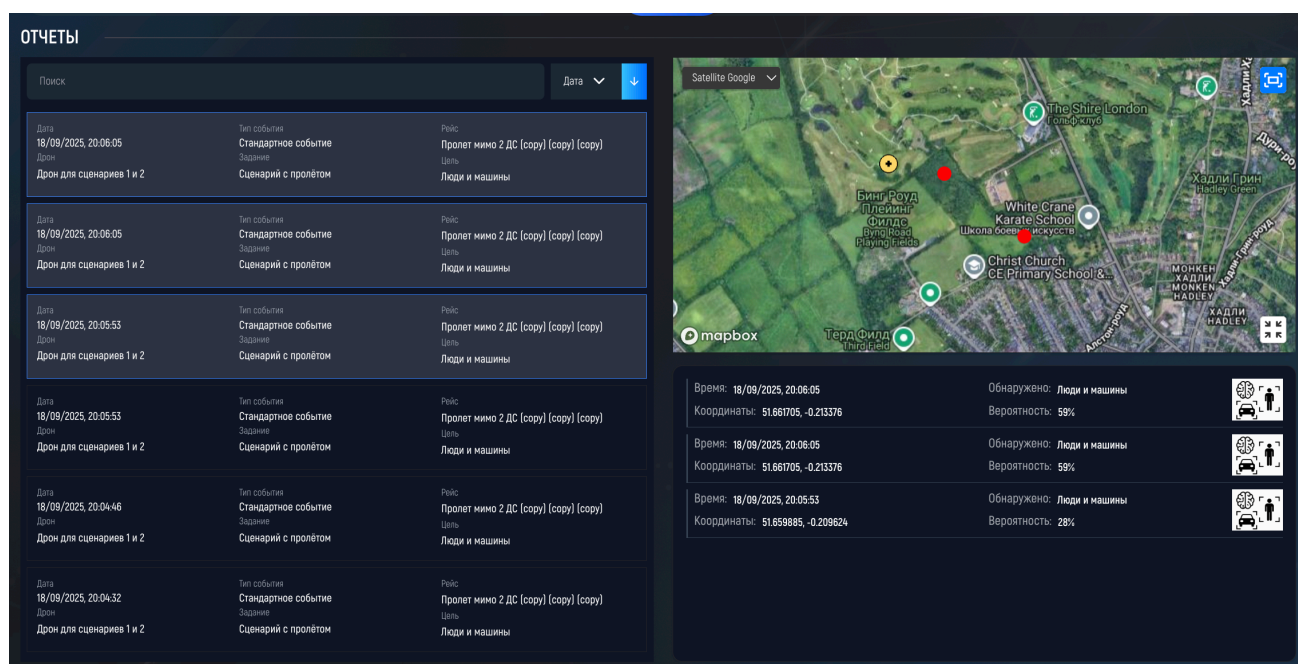 ОТЧЕТЫ
Поиск
Дата
Дата
18/09/2025, 20:06:05
Дрон
Дрон для сценариев 1 и 2
Тип события
Стандартное событие
Задание
Сценарий с пролётом
Рейс
Пролет мимо 2 ДС (copy) (copy) (copy)
Цель
Люди и машины
Дата
18/09/2025, 20:06:05
Дрон
Дрон для сценариев 1 и 2
Тип события
Стандартное событие
Задание
Сценарий с пролётом
Рейс
Пролет мимо 2 ДС (copy) (copy) (copy)
Цель
Люди и машины
Дата
18/09/2025, 20:05:53
Дрон
Дрон для сценариев 1 и 2
Тип события
Стандартное событие
Задание
Сценарий с пролётом
Рейс
Пролет мимо 2 ДС (copy) (copy) (copy)
Цель
Люди и машины
Дата
18/09/2025, 20:05:53
Дрон
Дрон для сценариев 1 и 2
Тип события
Стандартное событие
Задание
Сценарий с пролётом
Рейс
Пролет мимо 2 ДС (copy) (copy) (copy)
Цель
Люди и машины
Дата
18/09/2025, 20:04:46
Дрон
Дрон для сценариев 1 и 2
Тип события
Стандартное событие
Задание
Сценарий с пролётом
Рейс
Пролет мимо 2 ДС (copy) (copy) (copy)
Цель
Люди и машины
Дата
18/09/2025, 20:04:32
Дрон
Дрон для сценариев 1 и 2
Тип события
Стандартное событие
Задание
Сценарий с пролётом
Рейс
Пролет мимо 2 ДС (copy) (copy) (copy)
Цель
Люди и машины
Satellite Google
The Shire London
Гольф-клуб
Хадли Грин
Hadley Green
Бинг Роуд
Плейинг
Филдс
Byng Road
Playing Fields
White Crane
Karate School
Школа боевых искусств
Christ Church
CE Primary School &...
МОНКЕН
ХАДЛИ
MONKEN
HADLEY
Хадли-Грин-роуд
ХАДЛИ
HADLEY
Алстон-роуд
Терд Филд
Third Field
mapbox
Время: 18/09/2025, 20:06:05
Координаты: 51.661705, -0.213376
Обнаружено: Люди и машины
Вероятность: 59%
Время: 18/09/2025, 20:06:05
Координаты: 51.661705, -0.213376
Обнаружено: Люди и машины
Вероятность: 59%
Время: 18/09/2025, 20:05:53
Координаты: 51.659885, -0.209624
Обнаружено: Люди и машины
Вероятность: 28%